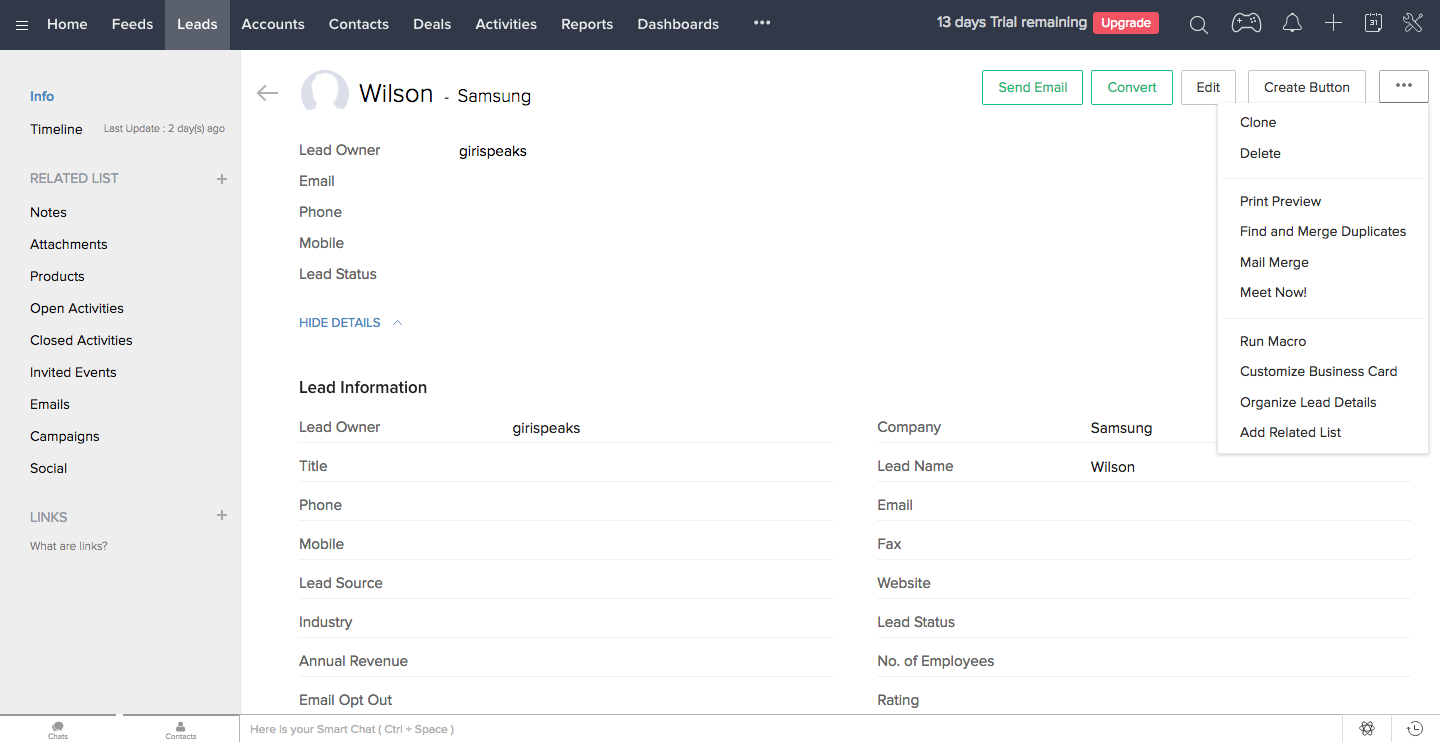 Home Feeds Leads Accounts Contacts Deals Activities Reports Dashboards ••• 13 days Trial remaining Upgrade 31
Info
Timeline Last Update : 2 day(s) ago
RELATED LIST +
Notes
Attachments
Products
Open Activities
Closed Activities
Invited Events
Emails
Campaigns
Social
LINKS +
What are links?
Wilson - Samsung
Send Email Convert Edit Create Button •••
Lead Owner girispeaks
Email
Phone
Mobile
Lead Status
HIDE DETAILS
Clone
Delete
Print Preview
Find and Merge Duplicates
Mail Merge
Meet Now!
Run Macro
Customize Business Card
Organize Lead Details
Add Related List
Lead Information
Lead Owner girispeaks Company Samsung
Title Lead Name Wilson
Phone Email
Mobile Fax
Lead Source Website
Industry Lead Status
Annual Revenue No. of Employees
Email Opt Out Rating
Chats Contacts Here is your Smart Chat ( Ctrl + Space )